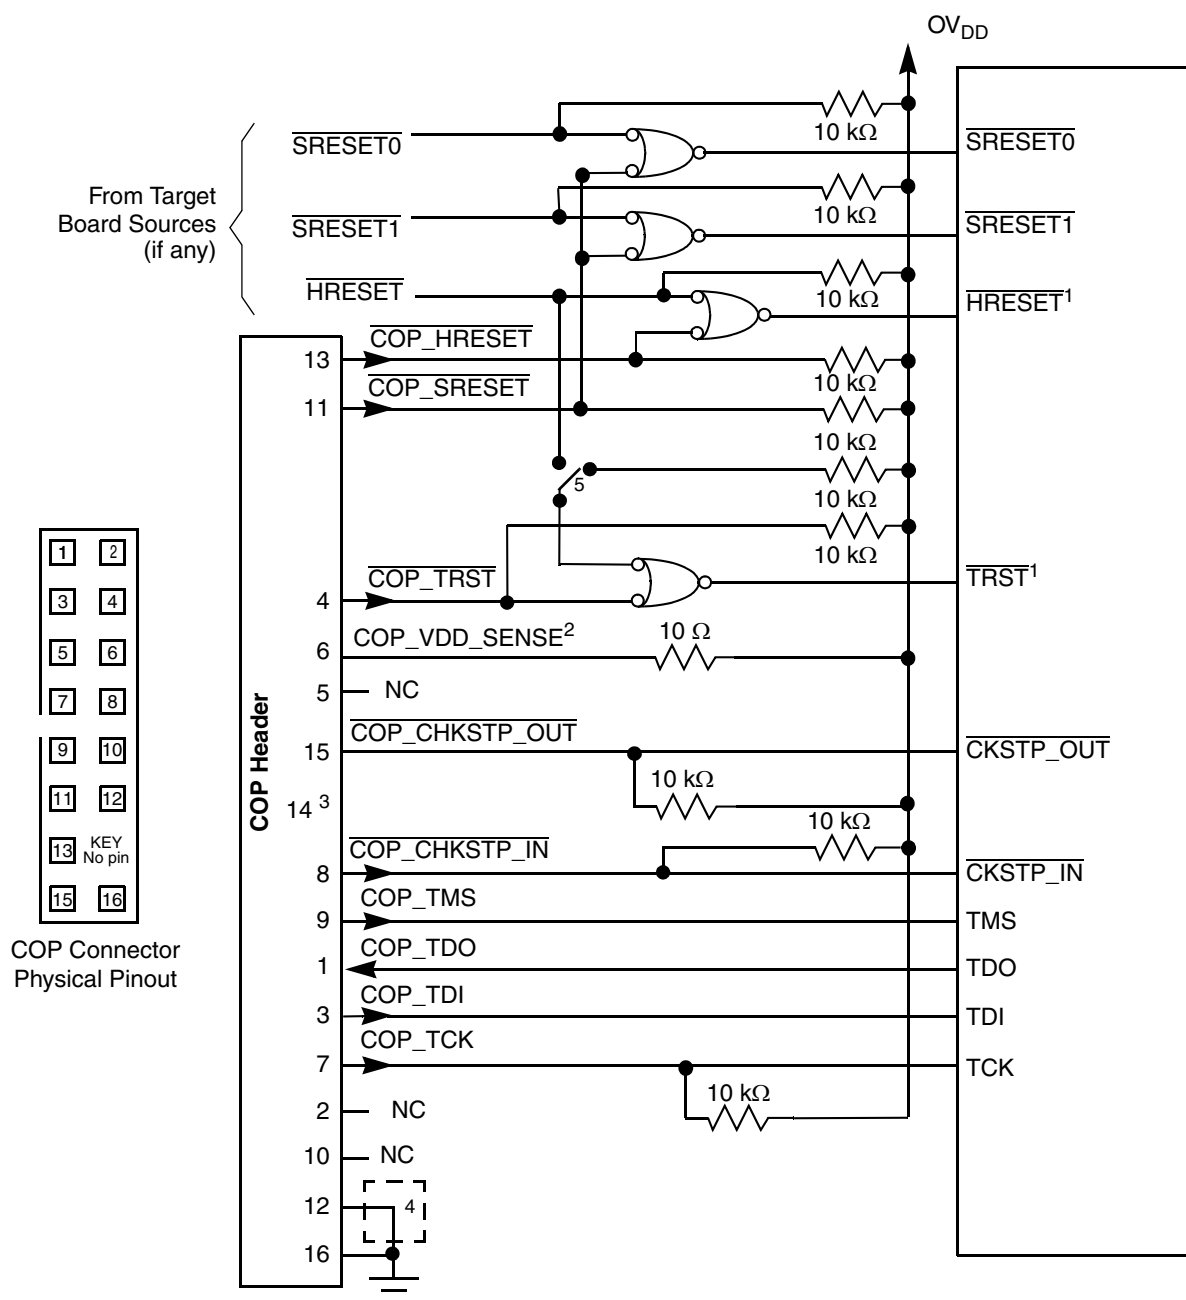 OVDD
10 kΩ
SRESET0
SRESET0
From Target
Board Sources
(if any)
10 kΩ
SRESET1
SRESET1
10 kΩ
HRESET
HRESET1
COP_HRESET
13
10 kΩ
COP_SRESET
11
10 kΩ
5
10 kΩ
10 kΩ
COP_TRST
4
TRST1
COP_VDD_SENSE2
10 Ω
6
5
NC
COP_CHKSTP_OUT
15
CKSTP_OUT
10 kΩ
14 3
10 kΩ
COP_CHKSTP_IN
8
CKSTP_IN
COP_TMS
9
TMS
COP_TDO
1
TDO
COP_TDI
3
TDI
COP_TCK
7
TCK
10 kΩ
2
NC
10
NC
12
4
16
COP Header
1 2
3 4
5 6
7 8
9 10
11 12
13 KEY
No pin
15 16
COP Connector
Physical Pinout